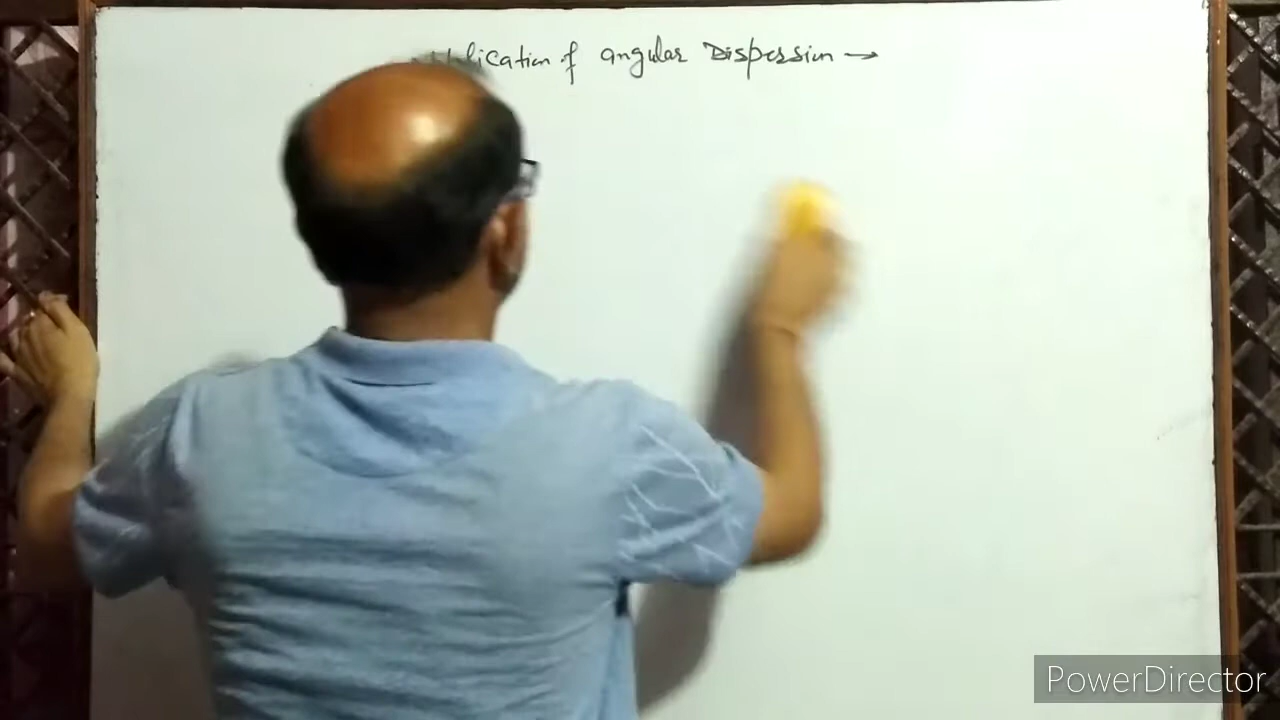 of angular Dispersion →
PowerDirector